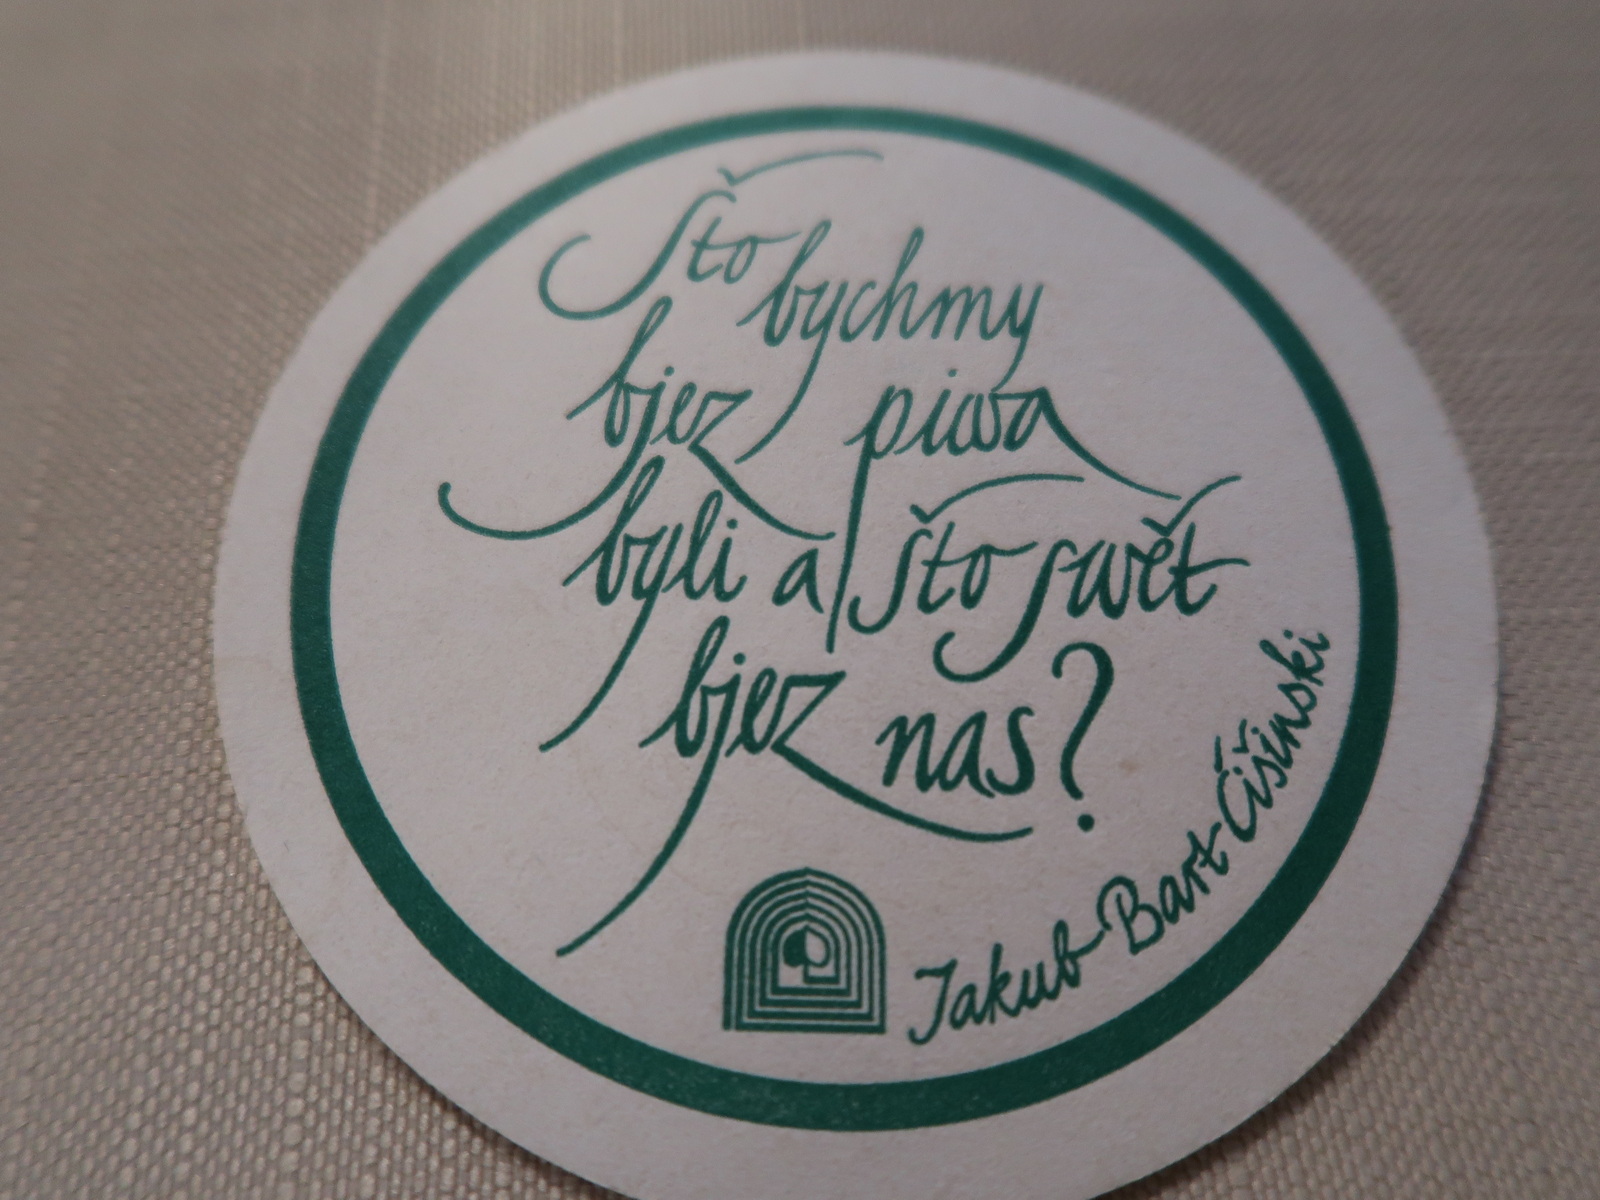 Što bychmy
bjez piwa
byli a što swět
bjez nas?
Jakub Bart-Ćišinski